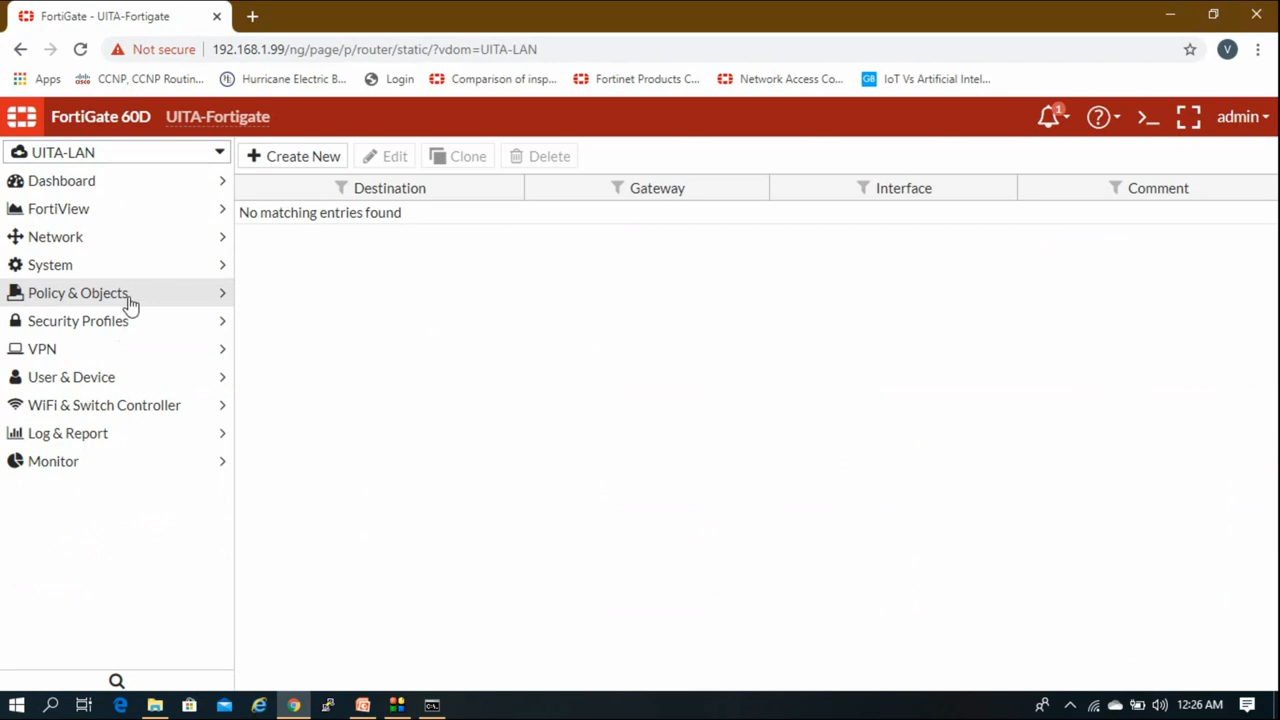 FortiGate - UITA-Fortigate
Not secure
192.168.1.99/ng/page/p/router/static/?vdom=UITA-LAN
V
Apps
CCNP, CCNP Routin...
Hurricane Electric B...
Login
Comparison of insp...
Fortinet Products C...
Network Access Co...
GB
IoT Vs Artificial Intel...
FortiGate 60D
UITA-Fortigate
1
admin
UITA-LAN
Create New
Edit
Clone
Delete
Dashboard
Destination
Gateway
Interface
Comment
FortiView
No matching entries found
Network
System
Policy & Objects
Security Profiles
VPN
User & Device
WiFi & Switch Controller
Log & Report
Monitor
12:26 AM